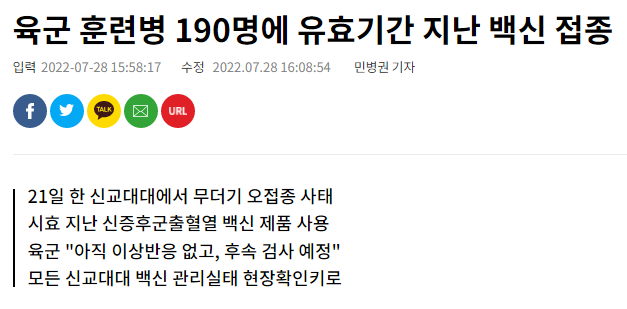 육군 훈련병 190명에 유효기간 지난 백신 접종
입력 2022-07-28 15:58:17 수정 2022.07.28 16:08:54 민병권 기자
f TALK URL
21일 한 신교대대에서 무더기 오접종 사태
시효 지난 신증후군출혈열 백신 제품 사용
육군 "아직 이상반응 없고, 후속 검사 예정"
모든 신교대대 백신 관리실태 현장확인키로